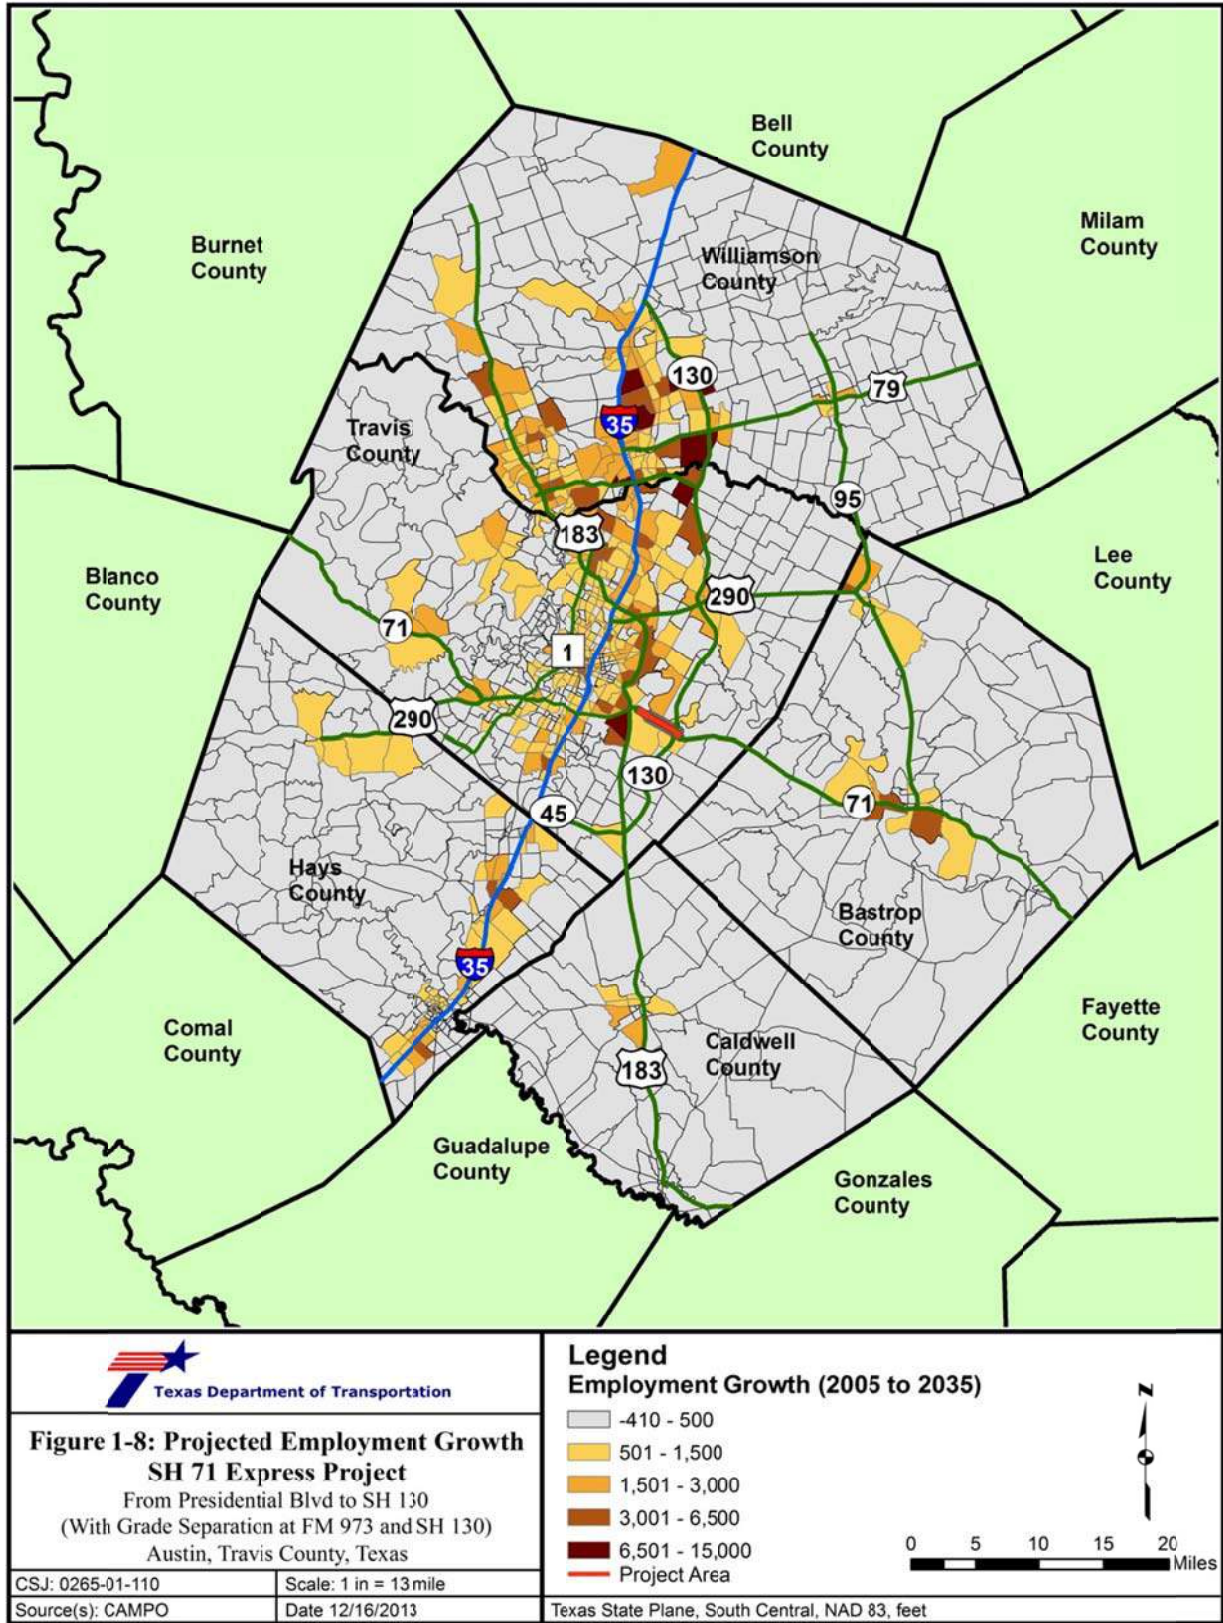 Bell
County
Milam
County
Burnet
County
Williamson
County
130
79
35
Travis
County
95
183
Lee
County
Blanco
County
290
71
1
290
130
71
45
Hays
County
Bastrop
County
35
Fayette
County
Comal
County
Caldwell
County
183
Guadalupe
County
Gonzales
County
Texas Department of Transportation
Figure 1-8: Projected Employment Growth
SH 71 Express Project
From Presidential Blvd to SH 130
(With Grade Separation at FM 973 and SH 130)
Austin, Travis County, Texas
CSJ: 0265-01-110
Scale: 1 in = 13mile
Source(s): CAMPO
Date 12/16/2013
Legend
Employment Growth (2005 to 2035)
-410 - 500
501 - 1,500
1,501 - 3,000
3,001 - 6,500
6,501 - 15,000
Project Area
N
0 5 10 15 20
Miles
Texas State Plane, South Central, NAD 83, feet